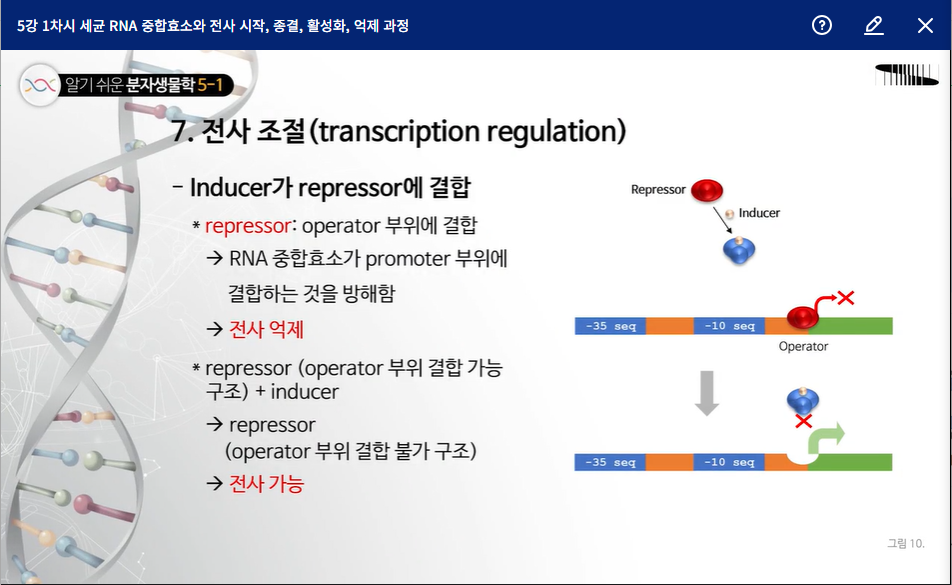 5강 1차시 세균 RNA 중합효소와 전사 시작, 종결, 활성화, 억제 과정
알기 쉬운 분자생물학 5-1
7. 전사 조절(transcription regulation)
- Inducer가 repressor에 결합
* repressor: operator 부위에 결합
→ RNA 중합효소가 promoter 부위에
결합하는 것을 방해함
→ 전사 억제
* repressor (operator 부위 결합 가능
구조) + inducer
→ repressor
(operator 부위 결합 불가 구조)
→ 전사 가능
Repressor
Inducer
-35 seq
-10 seq
Operator
-35 seq
-10 seq
그림 10.